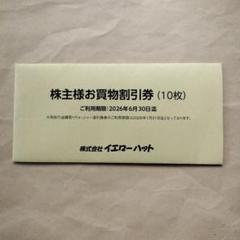 株主様お買物割引券（10枚）
ご利用期限：2026年6月30日迄
株式会社 イエローハット